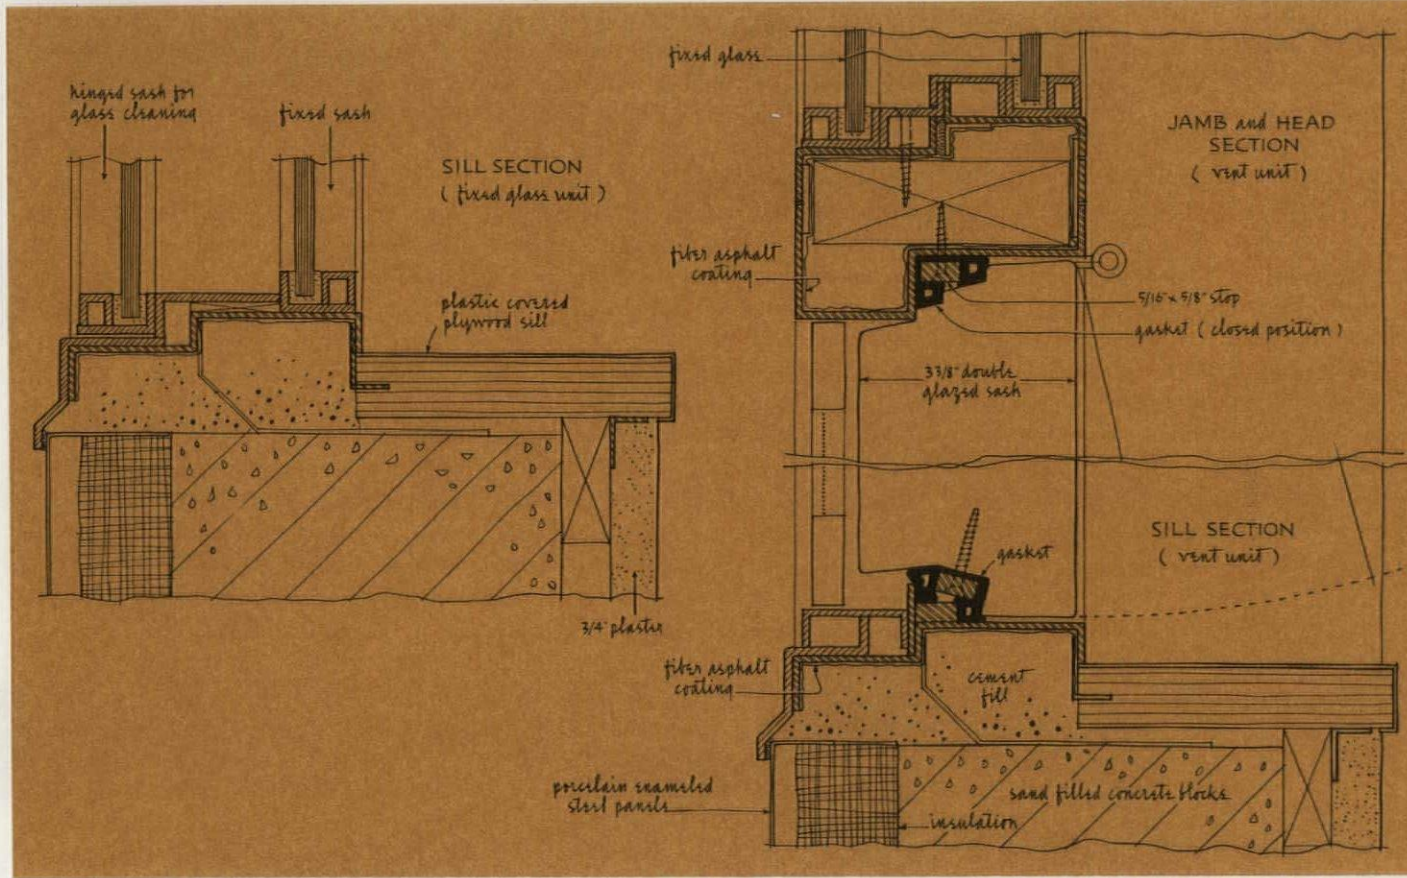 hinged sash for
glass cleaning
fixed sash
SILL SECTION
( fixed glass unit )
plastic covered
plywood sill
3/4" plaster
fixed glass
JAMB and HEAD
SECTION
( vent unit )
fiber asphalt
coating
5/16" x 5/8" stop
gasket ( closed position )
3 3/8" double
glazed sash
SILL SECTION
( vent unit )
gasket
fiber asphalt
coating
cement
fill
porcelain enameled
steel panels
sand filled concrete blocks
insulation